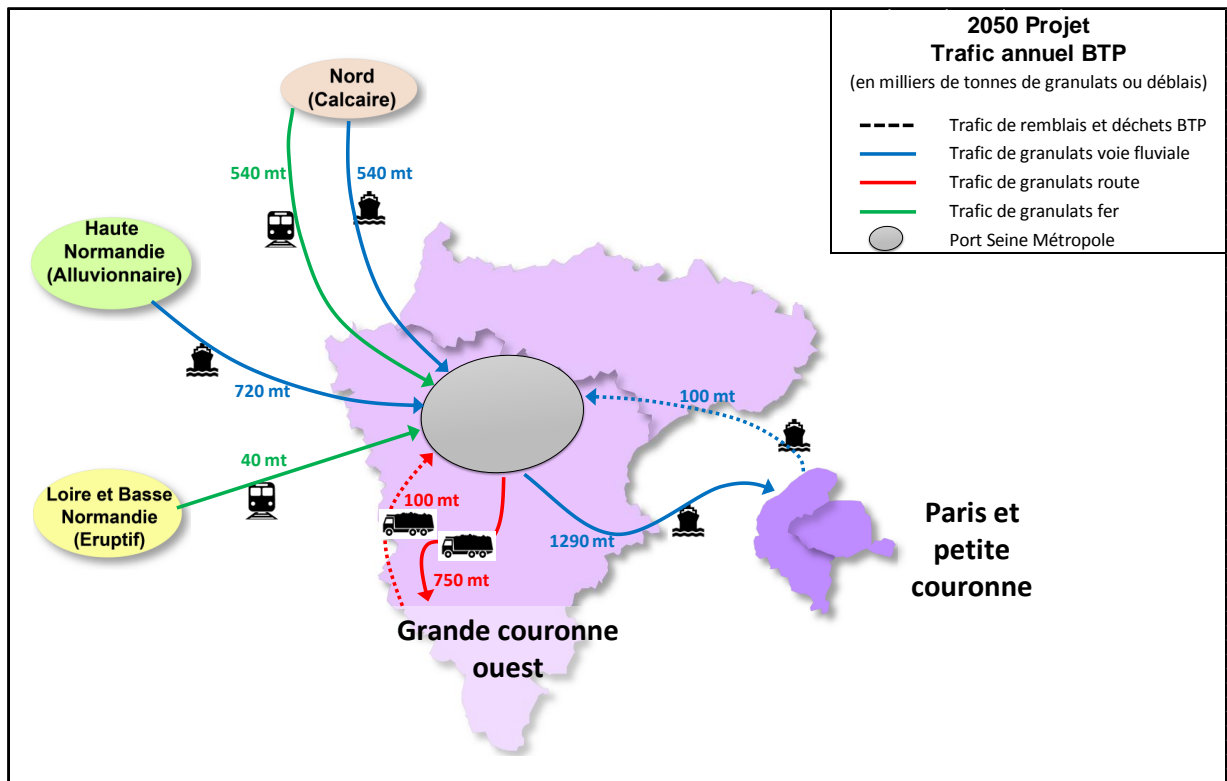 2050 Projet
Trafic annuel BTP
(en milliers de tonnes de granulats ou déblais)
Trafic de remblais et déchets BTP
Trafic de granulats voie fluviale
Trafic de granulats route
Trafic de granulats fer
Port Seine Métropole
Nord
(Calcaire)
540 mt
540 mt
Haute
Normandie
(Alluvionnaire)
720 mt
100 mt
40 mt
Loire et Basse
Normandie
(Eruptif)
100 mt
1290 mt
750 mt
Paris et
petite
couronne
Grande couronne
ouest